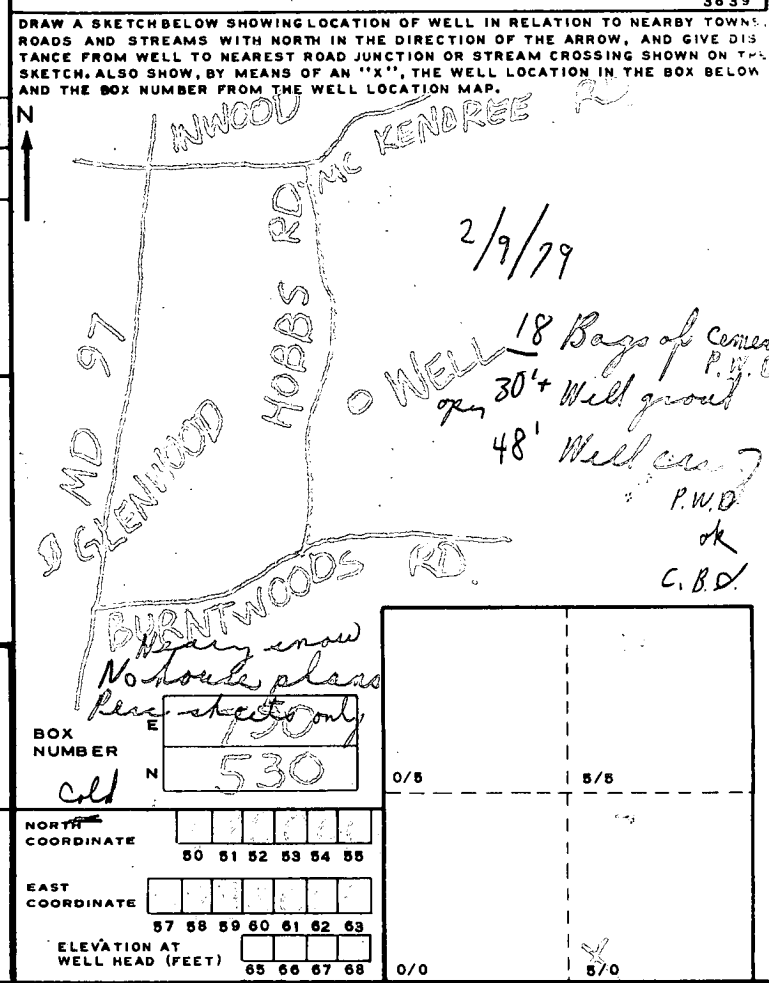 3639
DRAW A SKETCH BELOW SHOWING LOCATION OF WELL IN RELATION TO NEARBY TOWNS,
ROADS AND STREAMS WITH NORTH IN THE DIRECTION OF THE ARROW, AND GIVE DIS
TANCE FROM WELL TO NEAREST ROAD JUNCTION OR STREAM CROSSING SHOWN ON THE
SKETCH. ALSO SHOW, BY MEANS OF AN "X", THE WELL LOCATION IN THE BOX BELOW
AND THE BOX NUMBER FROM THE WELL LOCATION MAP.
N
INWOOD
MC KENDREE RD
HOBBS RD.
2/9/79
MD 97
WELL
18 Bags of Cemen
P.W.D
open 30'+ Well grout
48' Well
GLENWOOD
P.W.D
ok
C.B.D.
BURNTWOODS RD.
Heavy snow
No house plans
Perc sheets only
BOX
NUMBER
E 750
N 530
Cold
0/5 5/5
NORTH
COORDINATE
50 51 52 53 54 55
EAST
COORDINATE
57 58 59 60 61 62 63
ELEVATION AT
WELL HEAD (FEET)
65 66 67 68
0/0 5/0
X